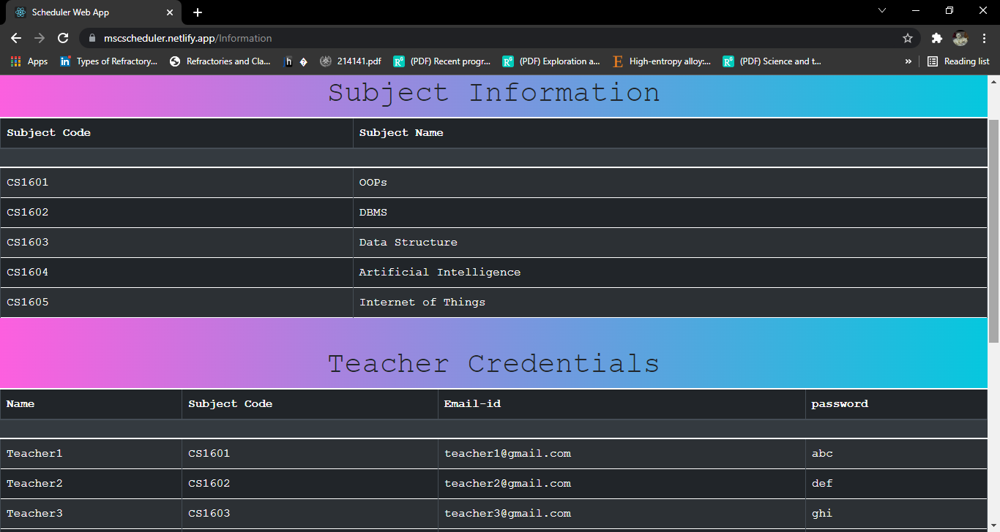 Scheduler Web App
mscscheduler.netlify.app/Information
Apps Types of Refractory... Refractories and Cla... h 214141.pdf (PDF) Recent progr... (PDF) Exploration a... High-entropy alloy:... (PDF) Science and t... » Reading list
Subject Information
Subject Code Subject Name
CS1601 OOPs
CS1602 DBMS
CS1603 Data Structure
CS1604 Artificial Intelligence
CS1605 Internet of Things
Teacher Credentials
Name Subject Code Email-id password
Teacher1 CS1601 teacher1@gmail.com abc
Teacher2 CS1602 teacher2@gmail.com def
Teacher3 CS1603 teacher3@gmail.com ghi